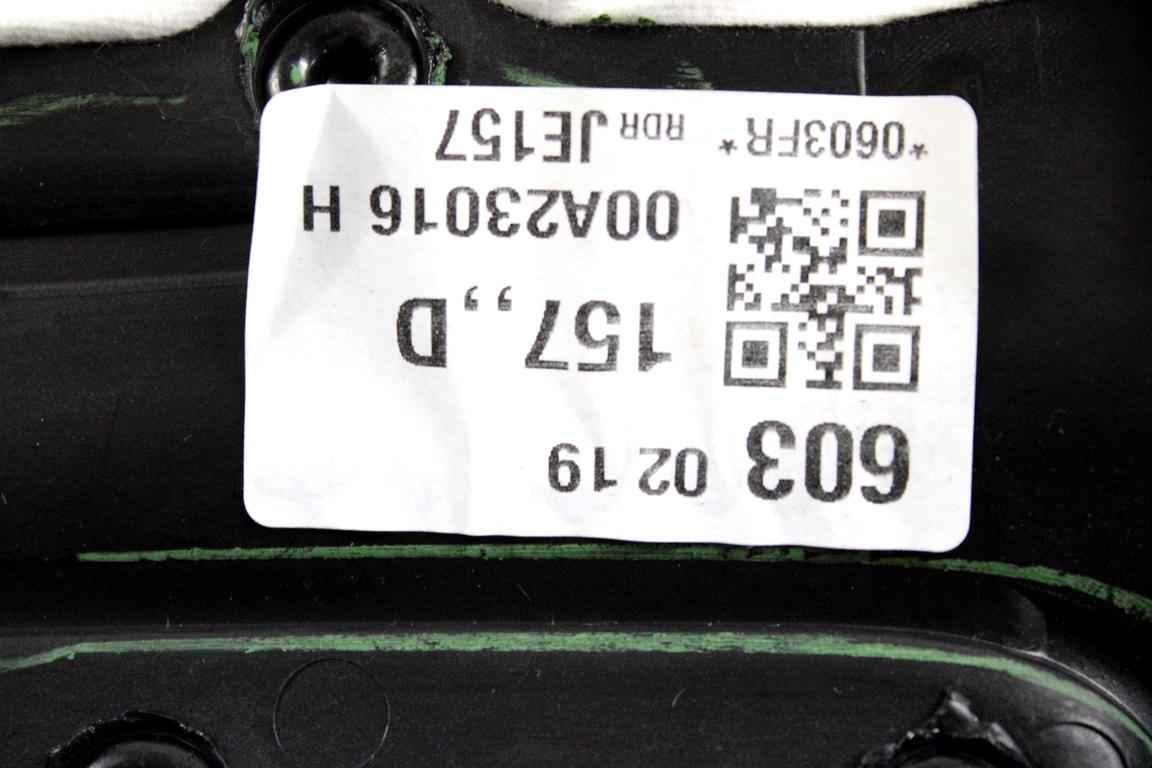 603 02 19
157,,D
00A23016 H
*0603FR* RDR JE157